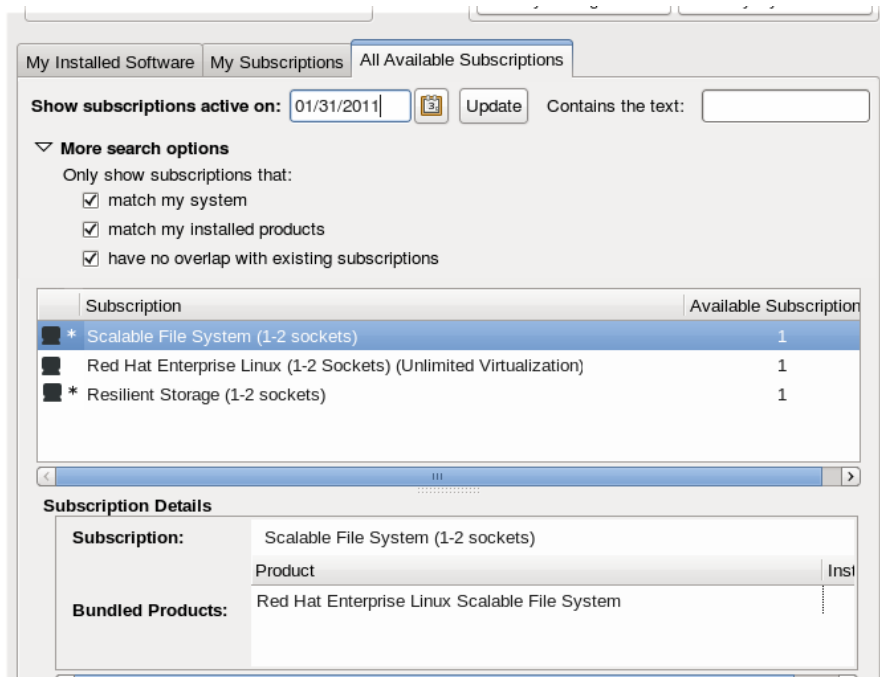 My Installed Software My Subscriptions All Available Subscriptions
Show subscriptions active on: 01/31/2011 3 Update Contains the text:
More search options
Only show subscriptions that:
match my system
match my installed products
have no overlap with existing subscriptions
Subscription Available Subscription
* Scalable File System (1-2 sockets) 1
Red Hat Enterprise Linux (1-2 Sockets) (Unlimited Virtualization) 1
* Resilient Storage (1-2 sockets) 1
Subscription Details
Subscription: Scalable File System (1-2 sockets)
Product Inst
Bundled Products: Red Hat Enterprise Linux Scalable File System